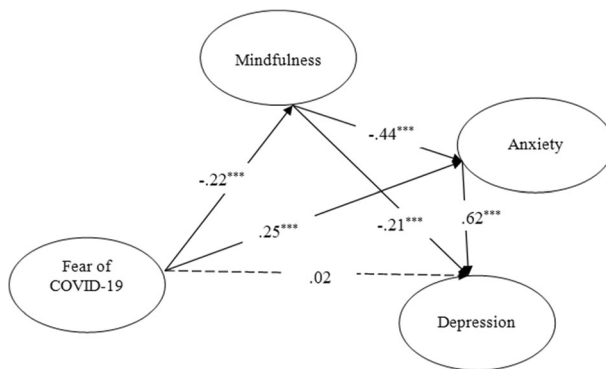 Mindfulness
-.44***
Anxiety
-.22***
.25***
-.21***
.62***
Fear of
COVID-19
.02
Depression